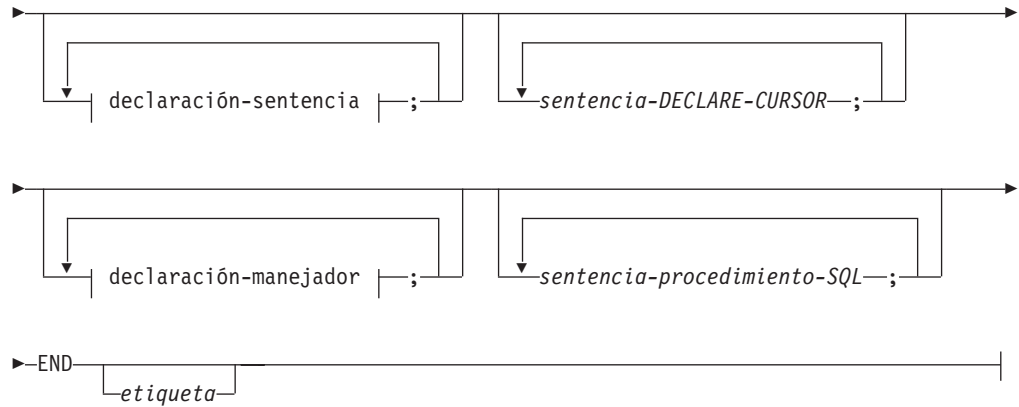 declaración-sentencia ; sentencia-DECLARE-CURSOR ;
declaración-manejador ; sentencia-procedimiento-SQL ;
END
etiqueta